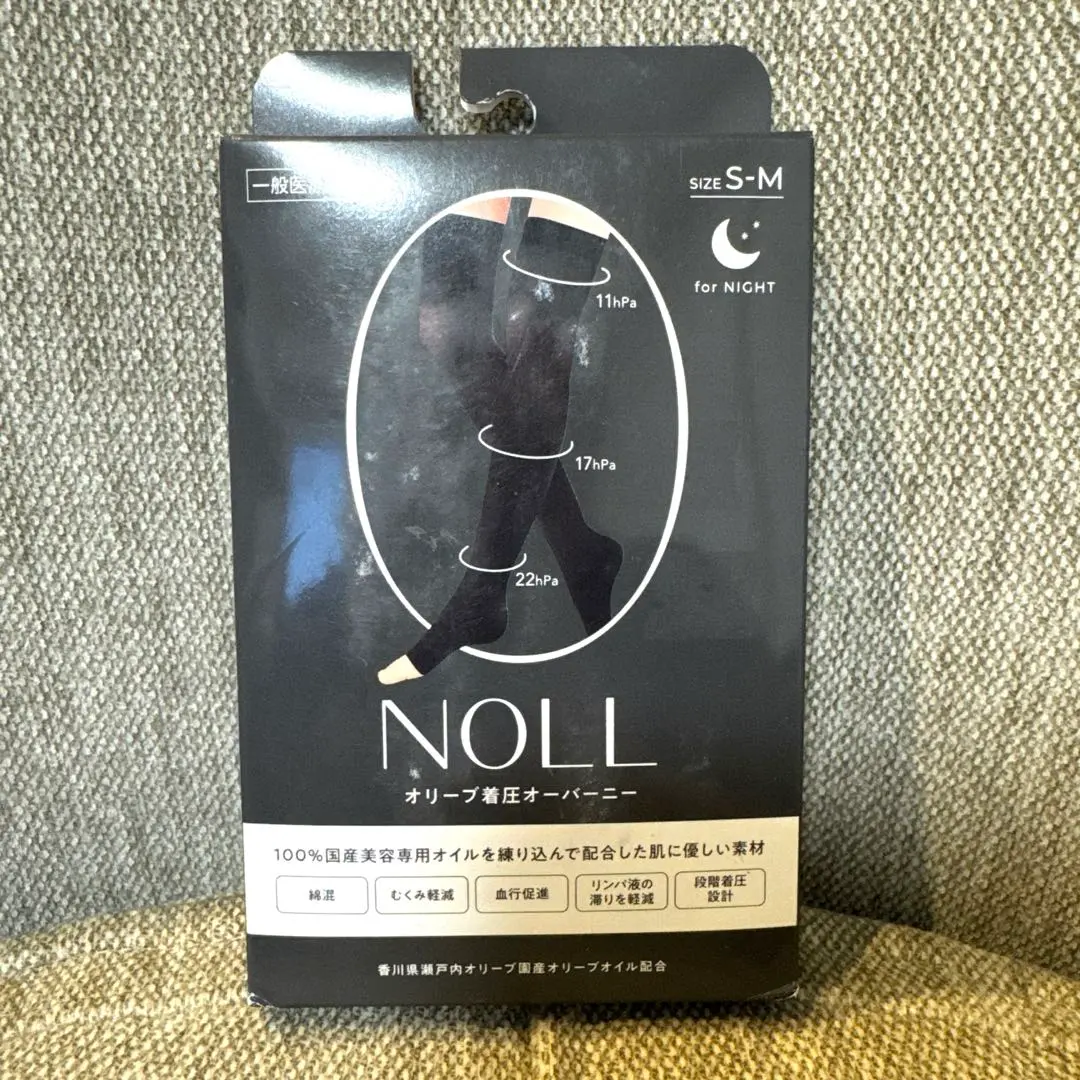 一般医
SIZE S-M
for NIGHT
11hPa
17hPa
22hPa
NOLL
オリーブ着圧オーバーニー
100%国産美容専用オイルを練り込んで配合した肌に優しい素材
綿混
むくみ軽減
血行促進
リンパ液の
滞りを軽減
段階着圧
設計
香川県瀬戸内オリーブ園産オリーブオイル配合